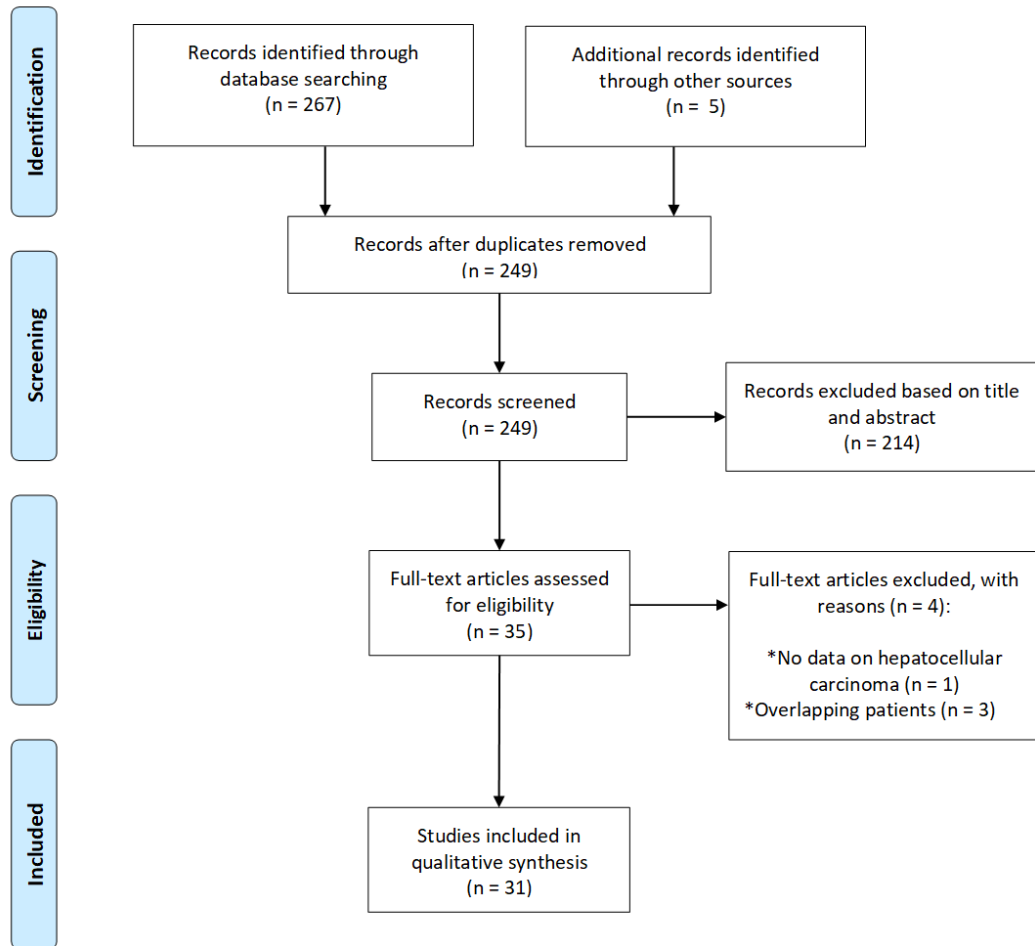 Identification
Records identified through
database searching
(n = 267)
Additional records identified
through other sources
(n = 5)
Records after duplicates removed
(n = 249)
Screening
Records screened
(n = 249)
Records excluded based on title
and abstract
(n = 214)
Eligibility
Full-text articles assessed
for eligibility
(n = 35)
Full-text articles excluded, with
reasons (n = 4):
*No data on hepatocellular
carcinoma (n = 1)
*Overlapping patients (n = 3)
Included
Studies included in
qualitative synthesis
(n = 31)